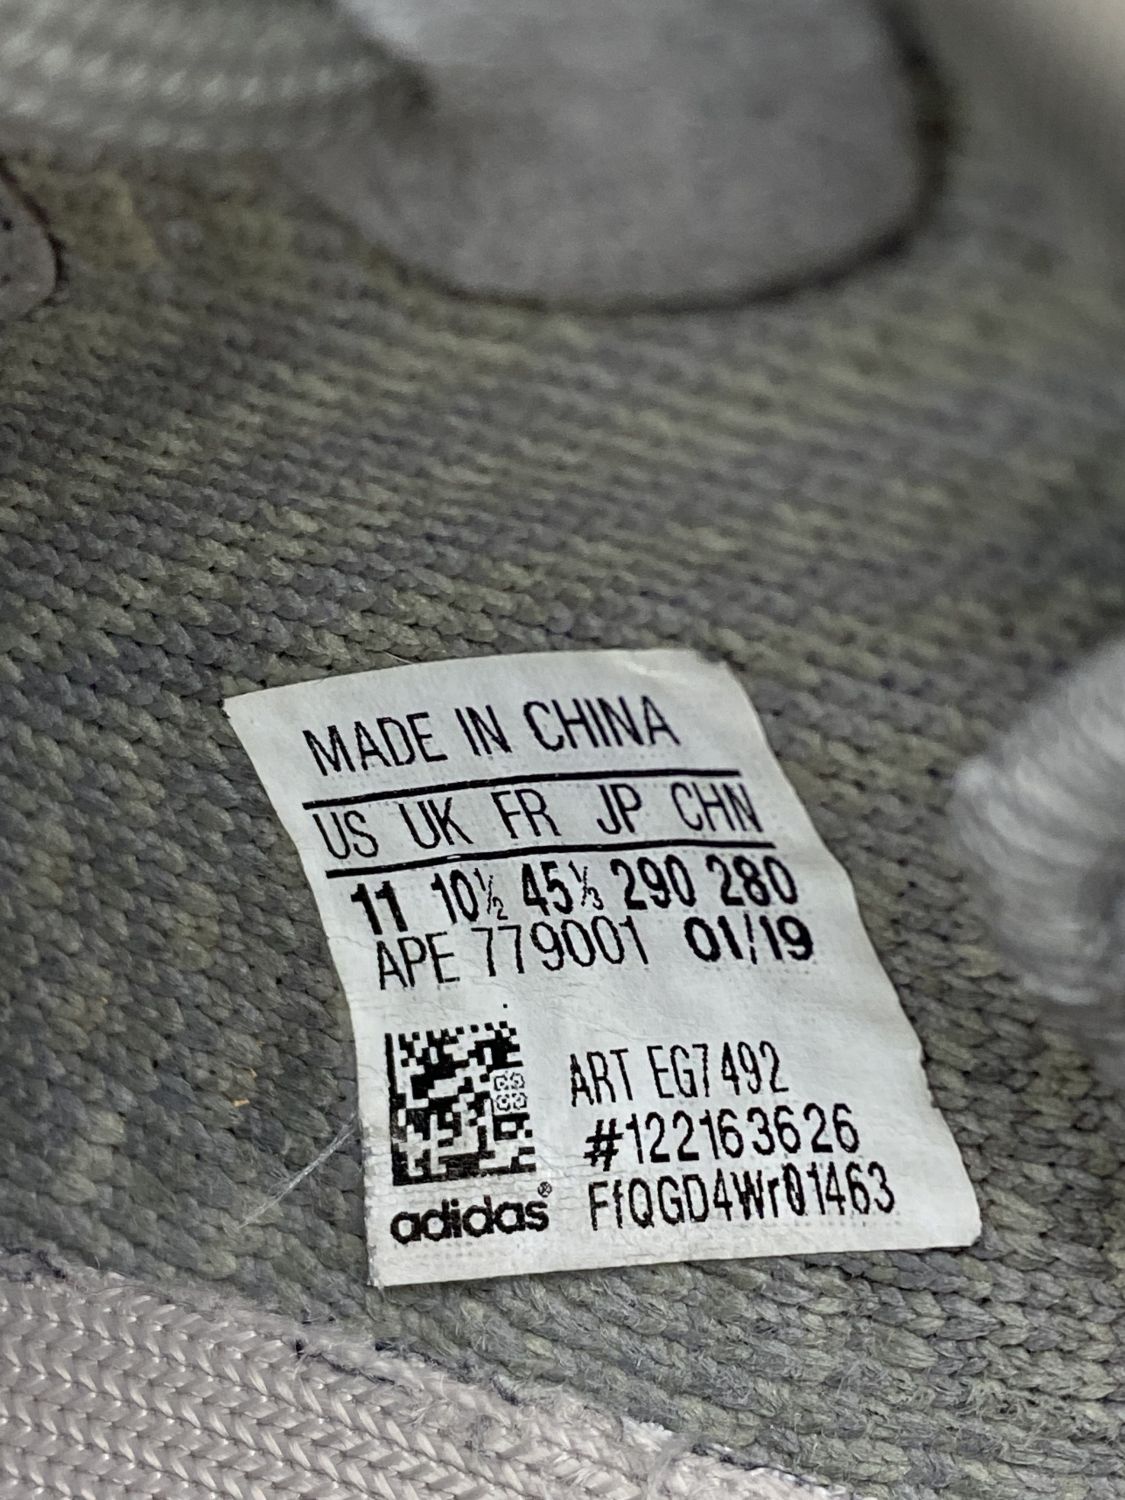 MADE IN CHINA
US UK FR JP CHN
11 10½ 45⅓ 290 280
APE 779001 01/19
ART EG7492
#122163626
FfQGD4Wr01463
adidas®